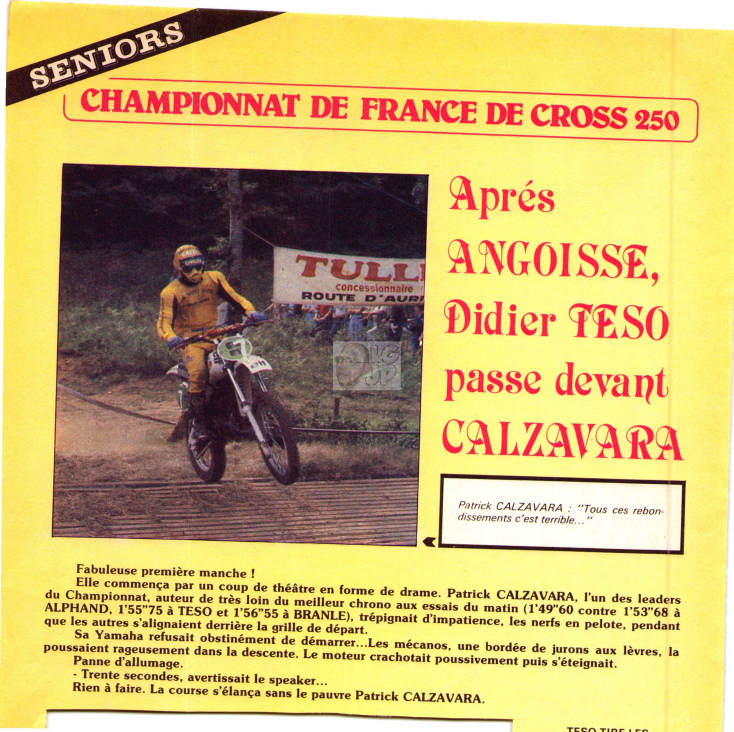 SENIORS
CHAMPIONNAT DE FRANCE DE CROSS 250
Aprés
ANGOISSE,
Didier TESO
passe devant
CALZAVARA
TULL
concessionnaire
ROUTE D'AUR
Patrick CALZAVARA : "Tous ces rebon-
dissements c'est terrible..."
Fabuleuse première manche !
Elle commença par un coup de théâtre en forme de drame. Patrick CALZAVARA, l'un des leaders
du Championnat, auteur de très loin du meilleur chrono aux essais du matin (1'49"60 contre 1'53"68 à
ALPHAND, 1'55"75 à TESO et 1'56"55 à BRANLE), trépignait d'impatience, les nerfs en pelote, pendant
que les autres s'alignaient derrière la grille de départ.
Sa Yamaha refusait obstinément de démarrer...Les mécanos, une bordée de jurons aux lèvres, la
poussaient rageusement dans la descente. Le moteur crachotait poussivement puis s'éteignait.
Panne d'allumage.
- Trente secondes, avertissait le speaker...
Rien à faire. La course s'élança sans le pauvre Patrick CALZAVARA.
TESO TIRE LES